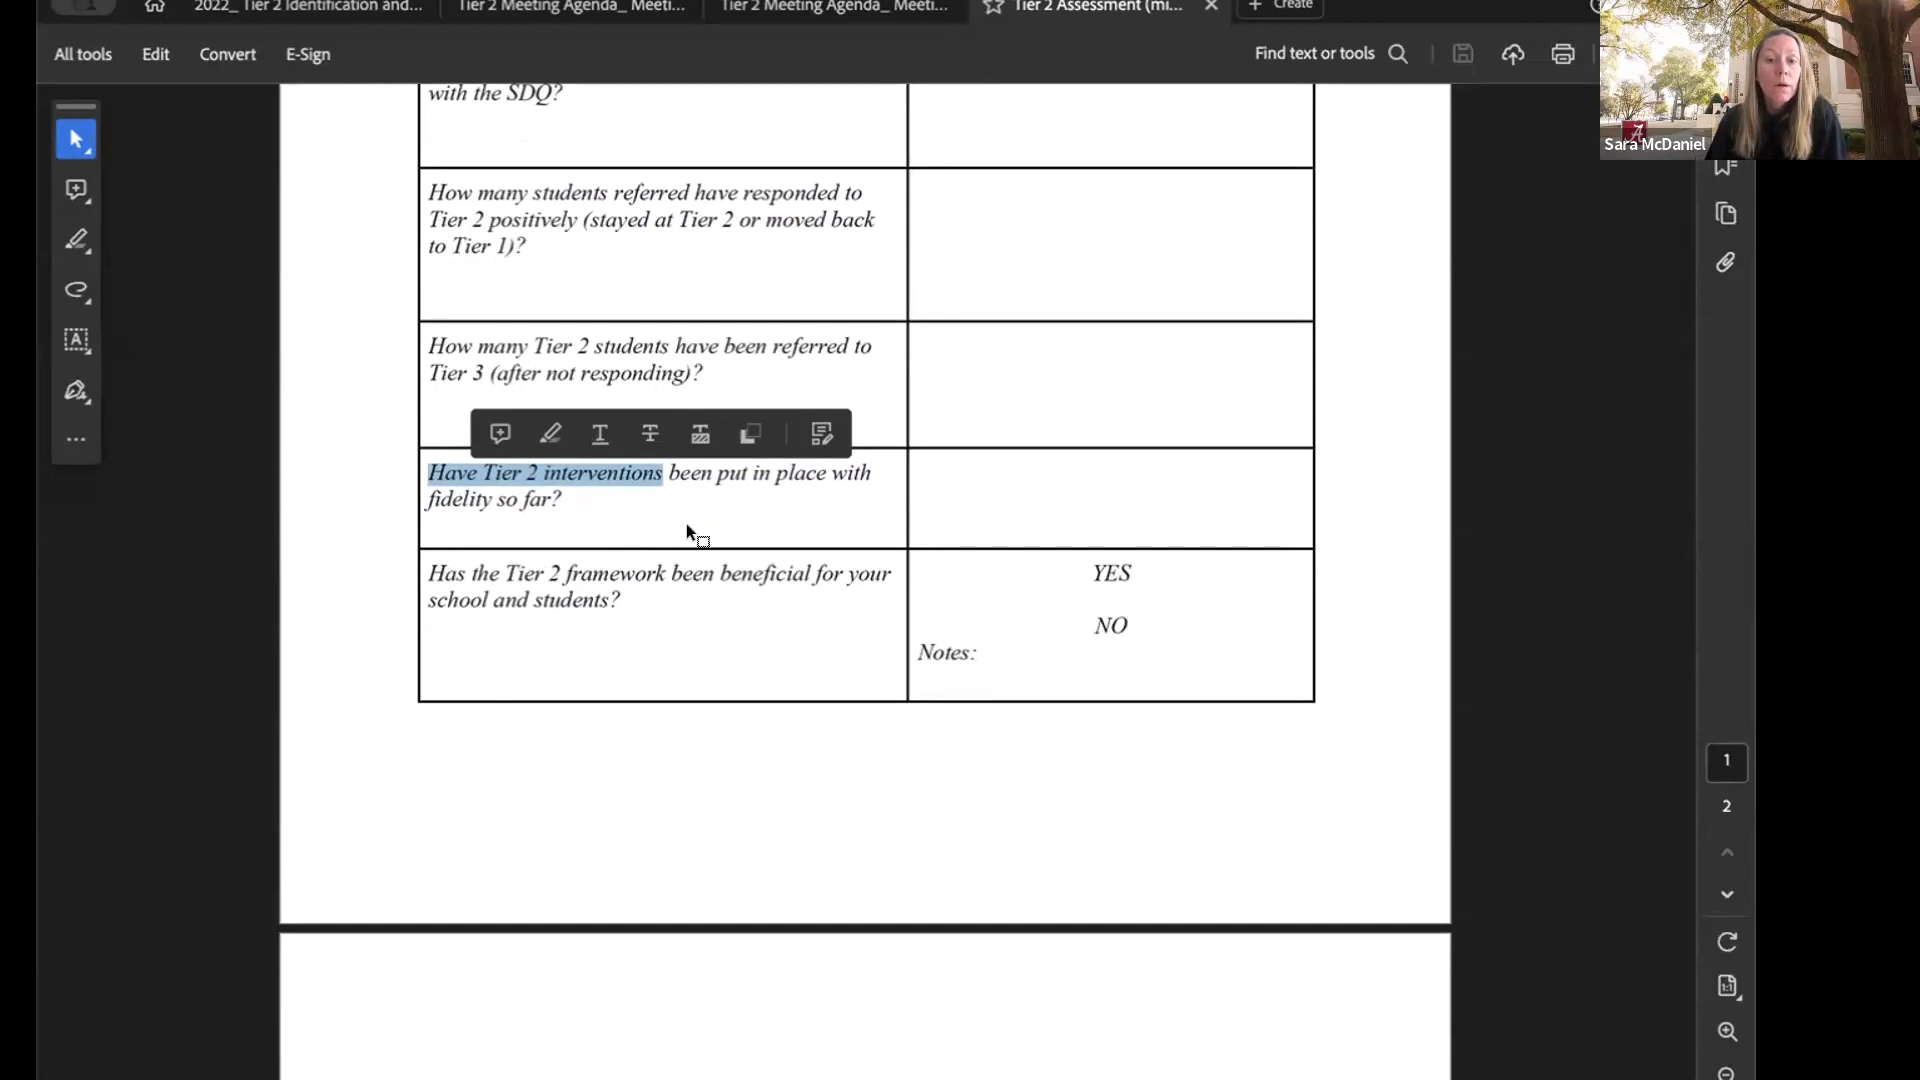 2022_ Tier 2 Identification and...
Tier 2 Meeting Agenda_ Meeti...
Tier 2 Meeting Agenda_ Meeti...
Tier 2 Assessment (mi...
Create
All tools
Edit
Convert
E-Sign
Find text or tools
Sara McDaniel
with the SDQ?
How many students referred have responded to
Tier 2 positively (stayed at Tier 2 or moved back
to Tier 1)?
How many Tier 2 students have been referred to
Tier 3 (after not responding)?
Have Tier 2 interventions been put in place with
fidelity so far?
Has the Tier 2 framework been beneficial for your
school and students?
YES
NO
Notes:
1
2